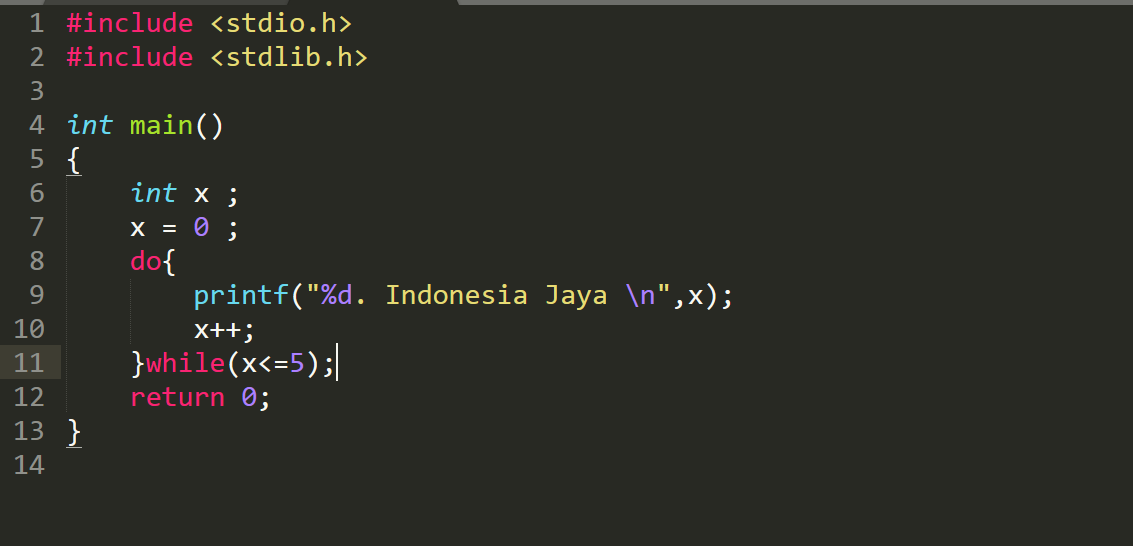 1 #include <stdio.h>
2 #include <stdlib.h>
3
4 int main()
5 {
6     int x ;
7     x = 0 ;
8     do{
9         printf("%d. Indonesia Jaya \n",x);
10         x++;
11     }while(x<=5);
12     return 0;
13 }
14